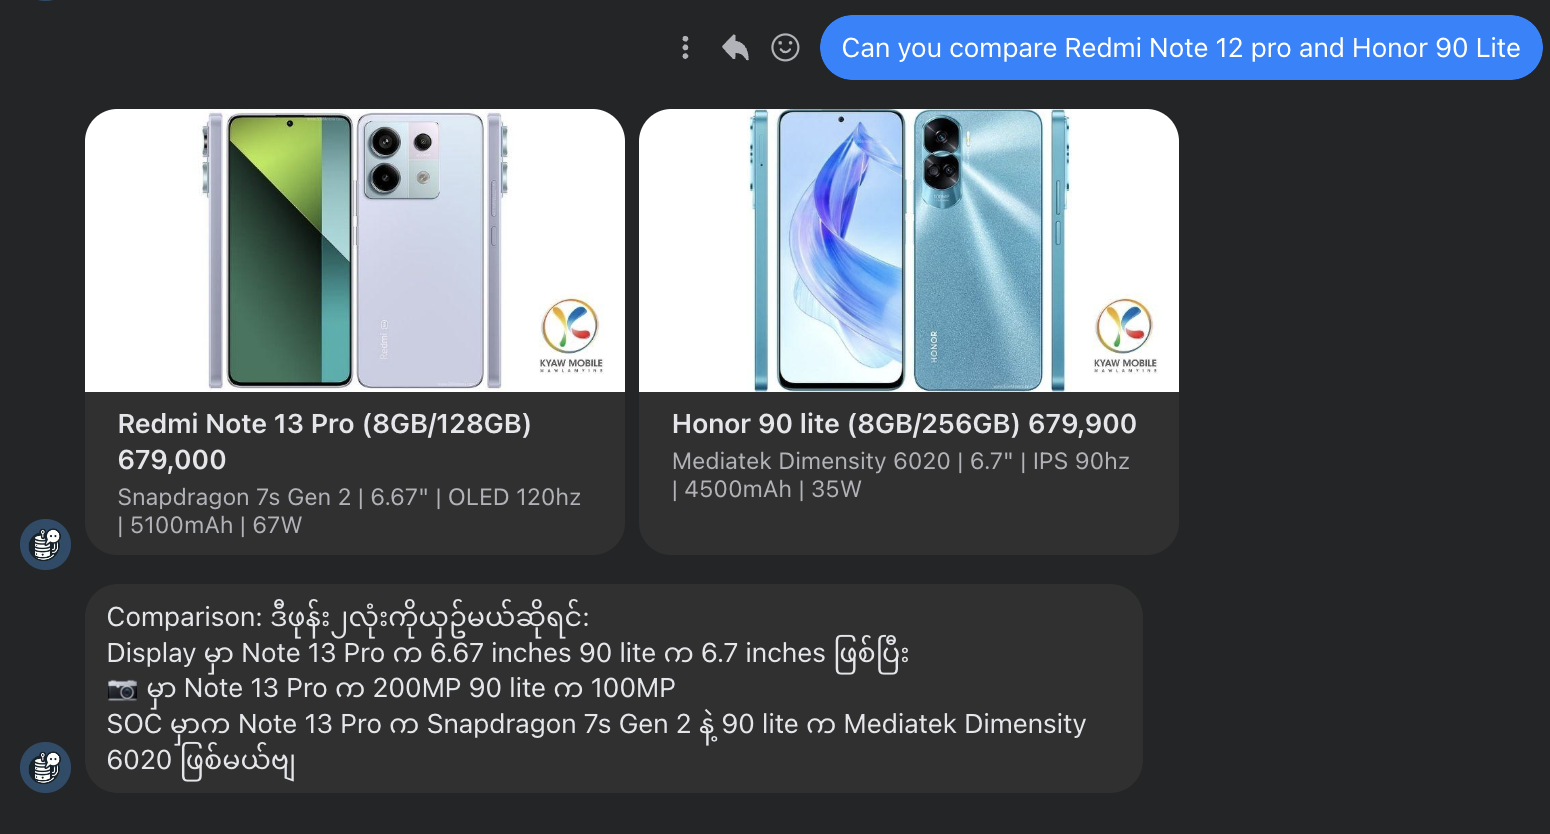 Can you compare Redmi Note 12 pro and Honor 90 Lite
Redmi
HONOR
KYAW MOBILE
MAWLAMYINE
KYAW MOBILE
MAWLAMYINE
Redmi Note 13 Pro (8GB/128GB)
679,000
Snapdragon 7s Gen 2 | 6.67" | OLED 120hz
| 5100mAh | 67W
Honor 90 lite (8GB/256GB) 679,900
Mediatek Dimensity 6020 | 6.7" | IPS 90hz
| 4500mAh | 35W
Comparison: ဒီဖုန်း၂လုံးကိုယှဥ်မယ်ဆိုရင်:
Display မှာ Note 13 Pro က 6.67 inches 90 lite က 6.7 inches ဖြစ်ပြီး
📷 မှာ Note 13 Pro က 200MP 90 lite က 100MP
SOC မှာက Note 13 Pro က Snapdragon 7s Gen 2 နဲ့ 90 lite က Mediatek Dimensity
6020 ဖြစ်မယ်ဗျ